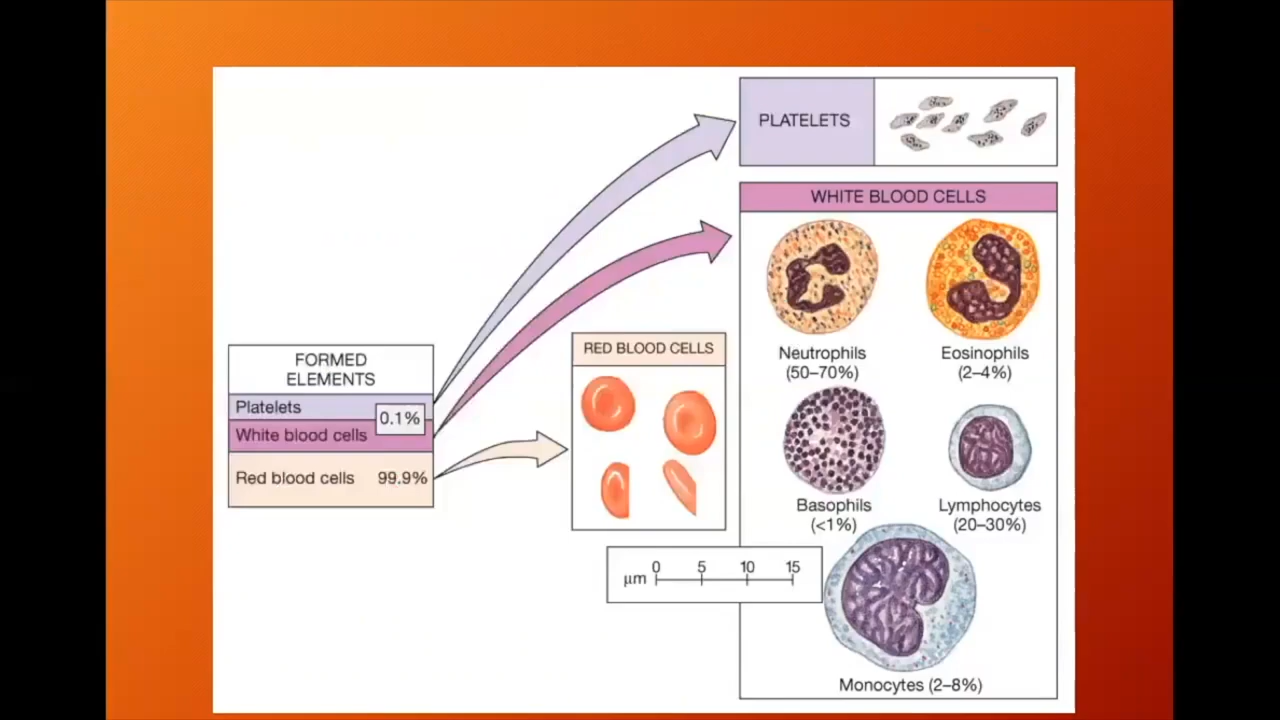 PLATELETS
WHITE BLOOD CELLS
Neutrophils
(50–70%)
Eosinophils
(2–4%)
RED BLOOD CELLS
FORMED
ELEMENTS
Platelets
0.1%
White blood cells
Red blood cells 99.9%
Basophils
(<1%)
Lymphocytes
(20–30%)
µm 0 5 10 15
Monocytes (2–8%)